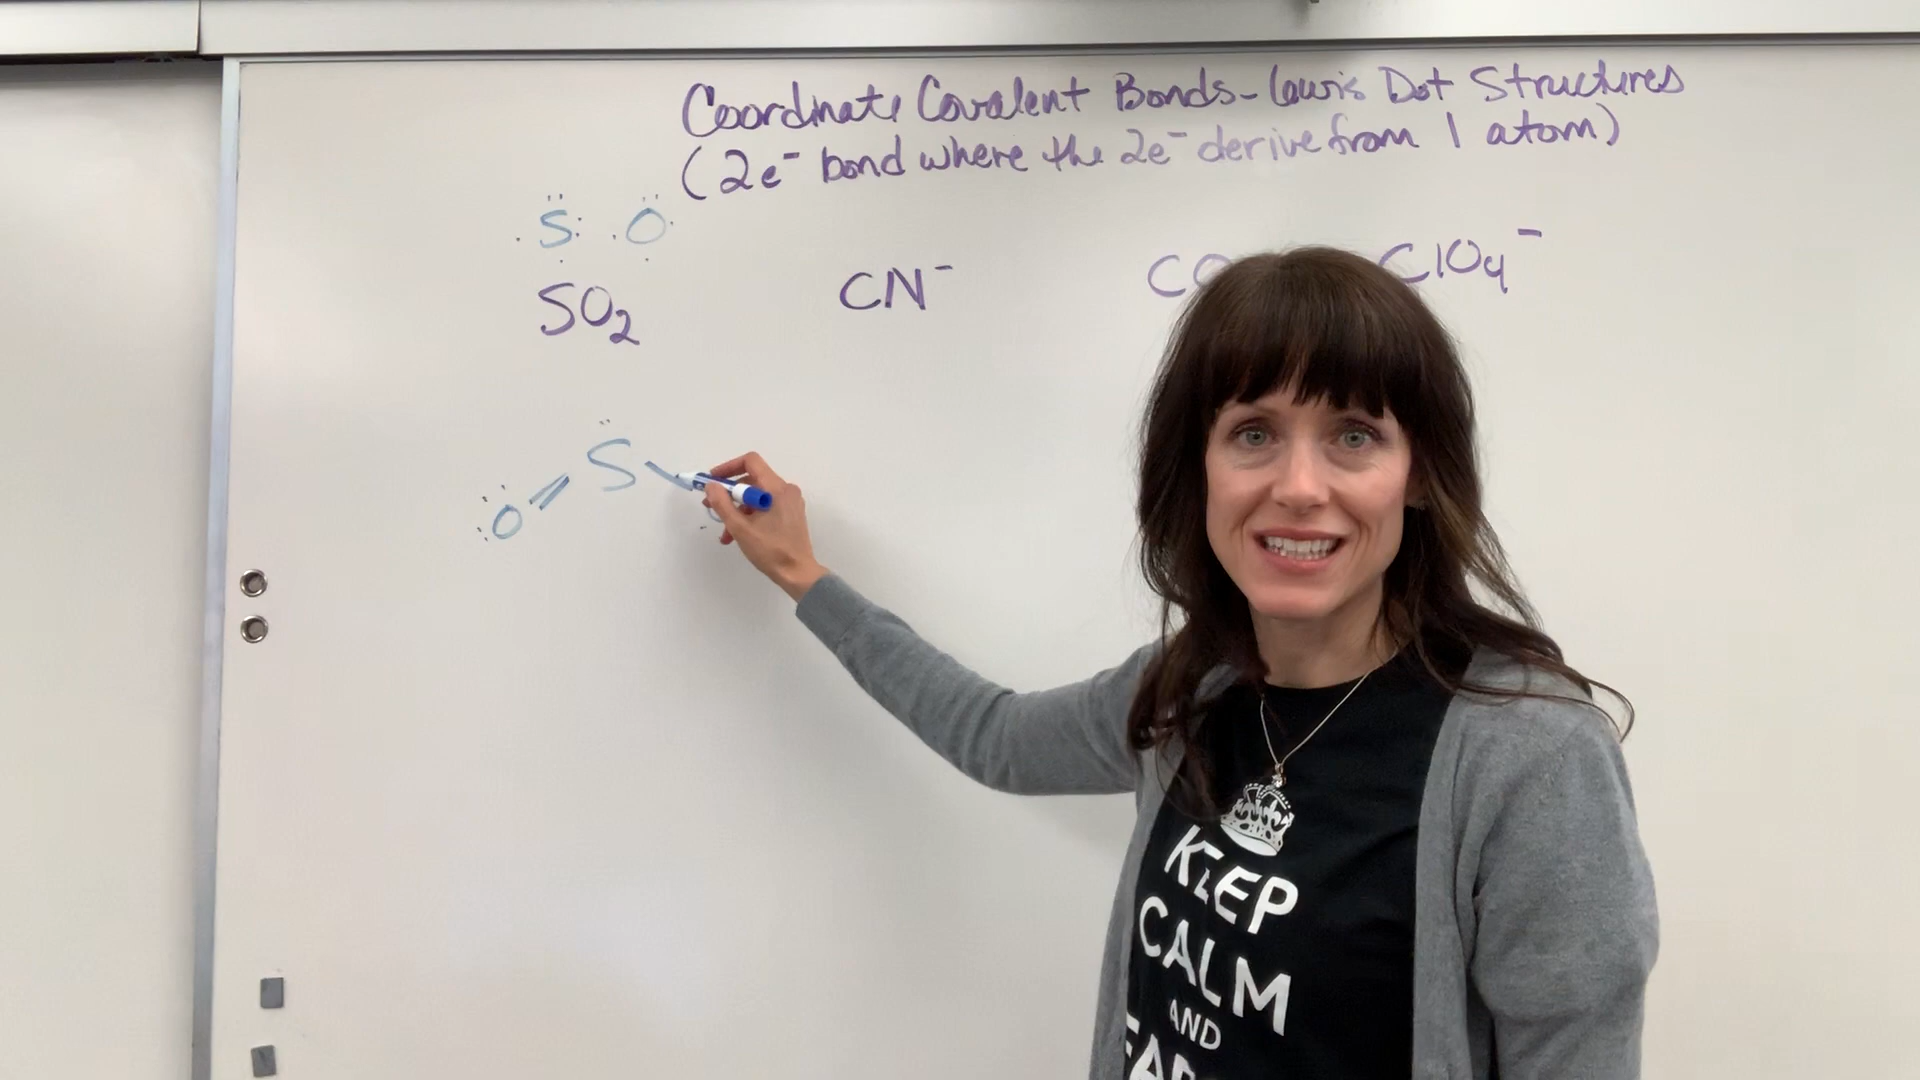 Coordinate Covalent Bonds - Lewis Dot Structures
(2e⁻ bond where the 2e⁻ derive from 1 atom)
S O
SO₂ CN⁻ ClO₄⁻
S
O
KEEP
CALM
AND